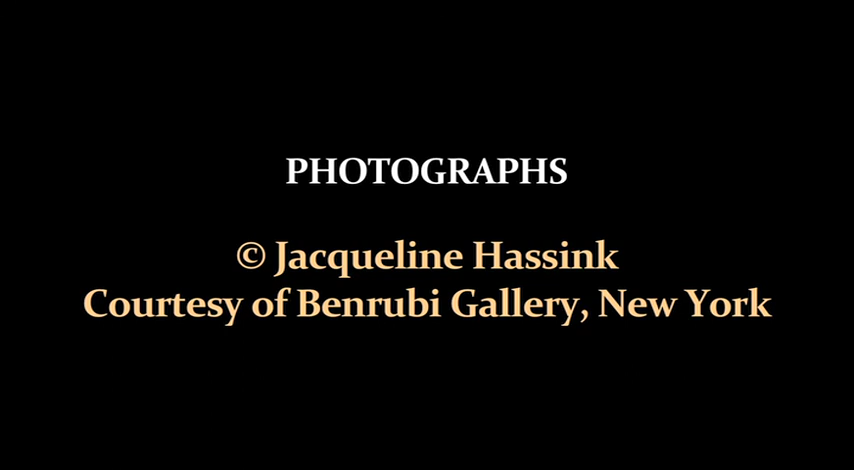 PHOTOGRAPHS
© Jacqueline Hassink
Courtesy of Benrubi Gallery, New York